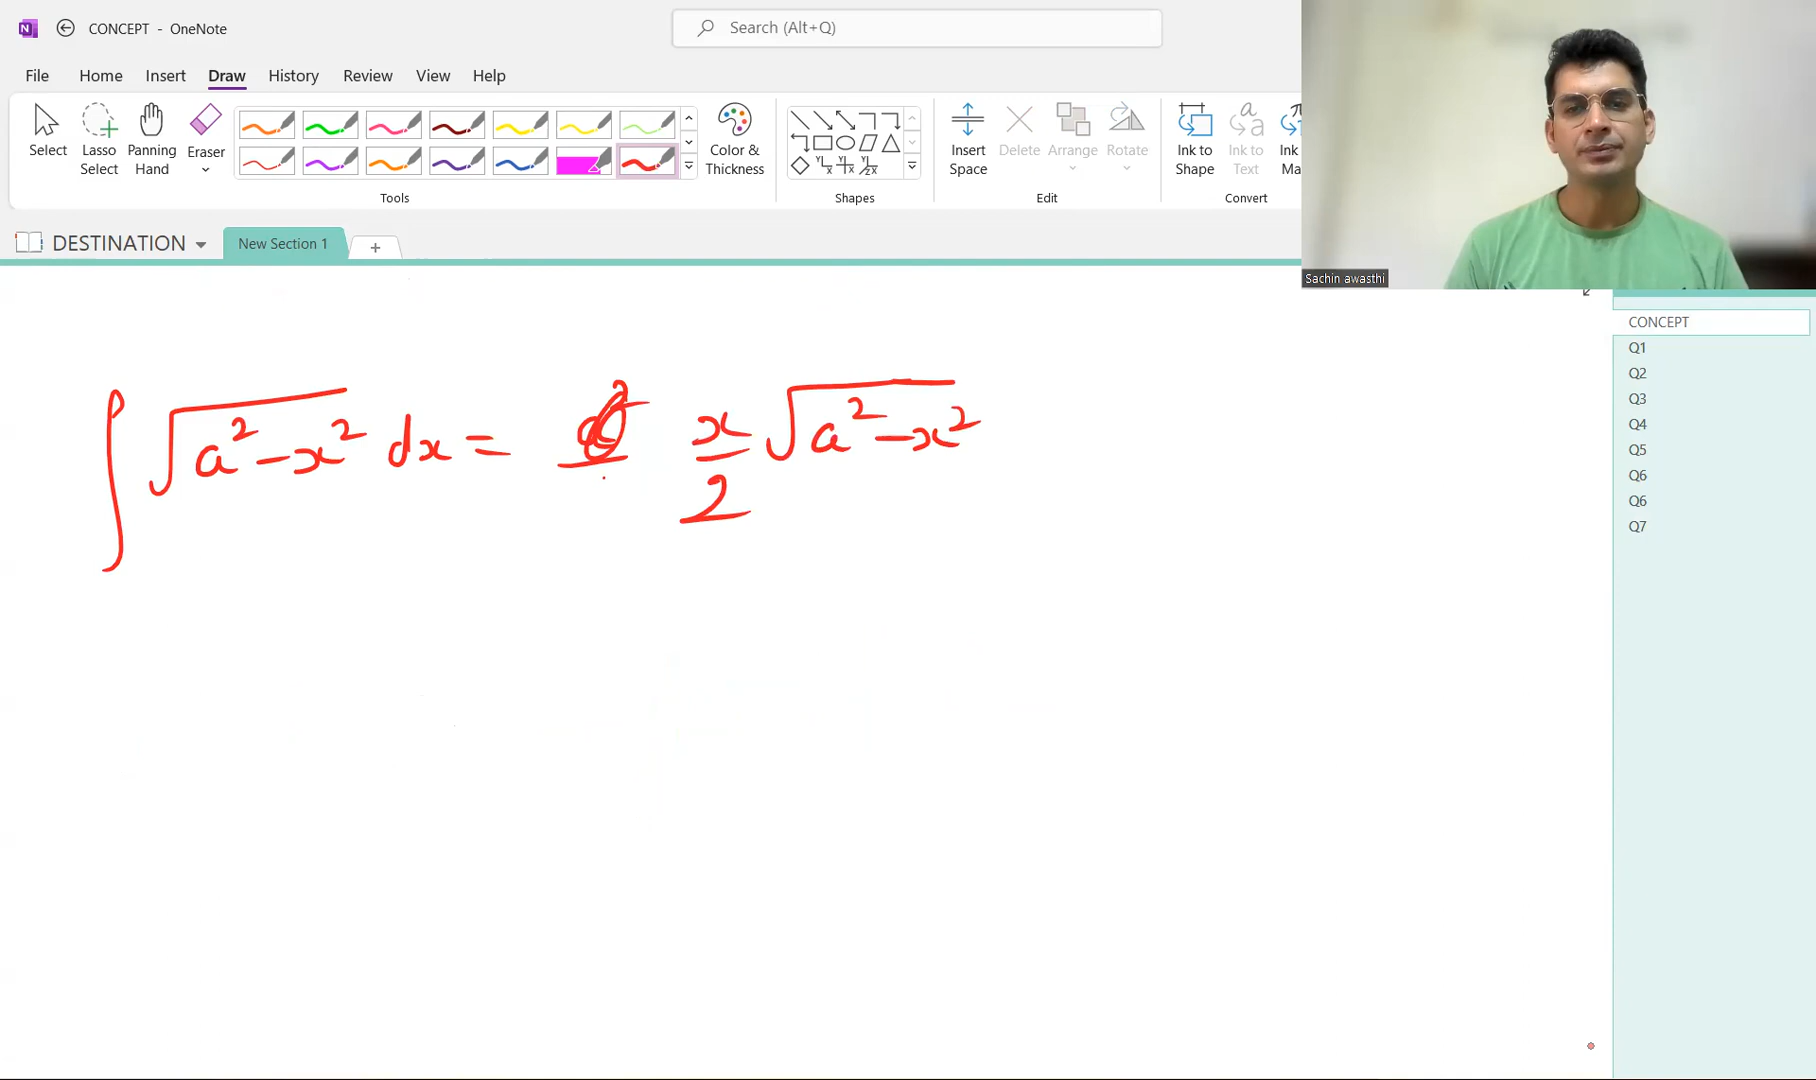 CONCEPT - OneNote
Search (Alt+Q)
File Home Insert Draw History Review View Help
Select
Lasso Select
Panning Hand
Eraser
Color & Thickness
Insert Space
Delete
Arrange
Rotate
Ink to Shape
Ink to Text
Ink Ma
Tools
Shapes
Edit
Convert
Sachin awasthi
DESTINATION
New Section 1
CONCEPT
Q1
Q2
Q3
Q4
Q5
Q6
Q6
Q7
∫ √(a² - x²) dx = x/2 √(a² - x²)